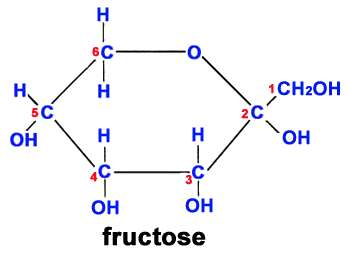 H
6 C O
H 1 CH₂OH
H
5 C 2 C
OH H H OH
4 C 3 C
OH OH
fructose